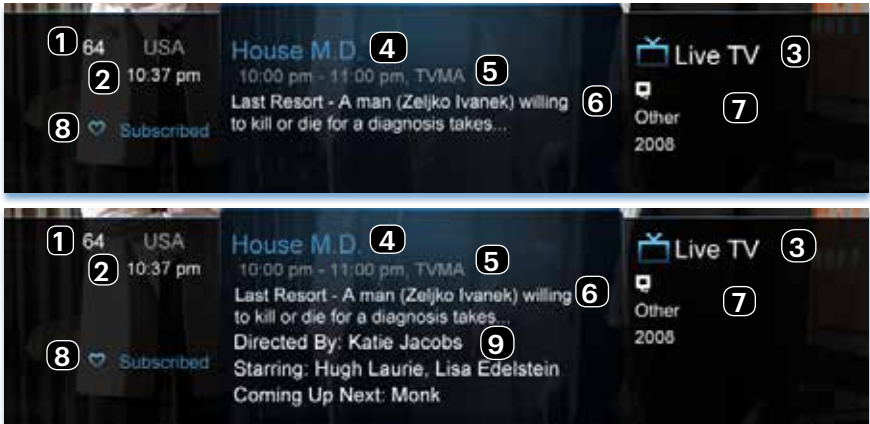 1 64 USA
2 10:37 pm
8 Subscribed
House M.D. 4
10:00 pm - 11:00 pm, TVMA 5
Last Resort - A man (Zeljko Ivanek) willing 6
to kill or die for a diagnosis takes...
Live TV 3
Other 7
2008
1 64 USA
2 10:37 pm
8 Subscribed
House M.D. 4
10:00 pm - 11:00 pm, TVMA 5
Last Resort - A man (Zeljko Ivanek) willing 6
to kill or die for a diagnosis takes...
Directed By: Katie Jacobs 9
Starring: Hugh Laurie, Lisa Edelstein
Coming Up Next: Monk
Live TV 3
Other 7
2008